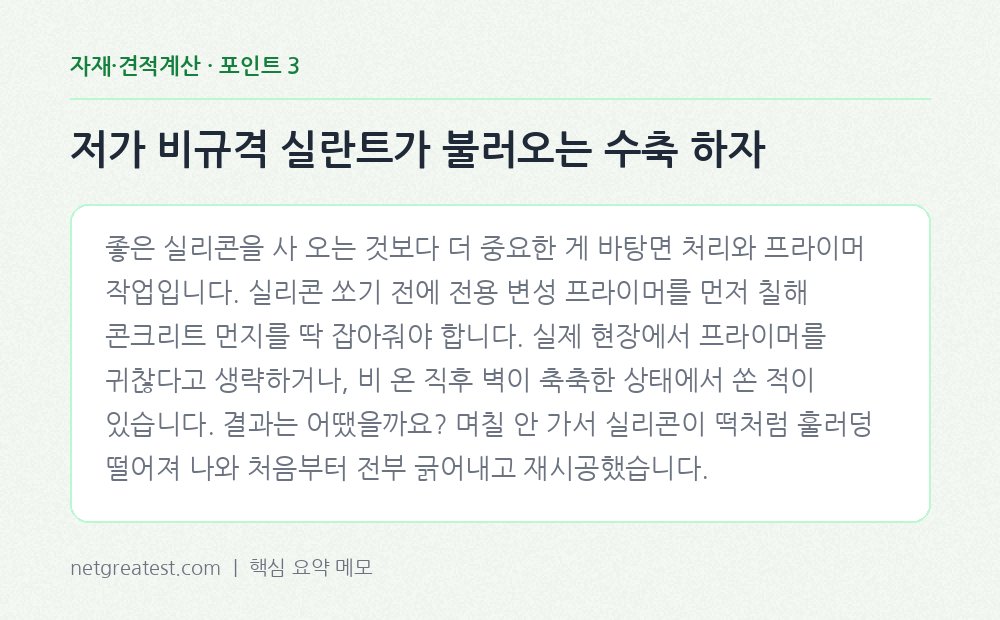 자재·견적계산 · 포인트 3
저가 비규격 실란트가 불러오는 수축 하자
좋은 실리콘을 사 오는 것보다 더 중요한 게 바탕면 처리와 프라이머
작업입니다. 실리콘 쏘기 전에 전용 변성 프라이머를 먼저 칠해
콘크리트 먼지를 딱 잡아줘야 합니다. 실제 현장에서 프라이머를
귀찮다고 생략하거나, 비 온 직후 벽이 축축한 상태에서 쏜 적이
있습니다. 결과는 어땠을까요? 며칠 안 가서 실리콘이 떡처럼 훌러덩
떨어져 나와 처음부터 전부 긁어내고 재시공했습니다.
netgreatest.com | 핵심 요약 메모